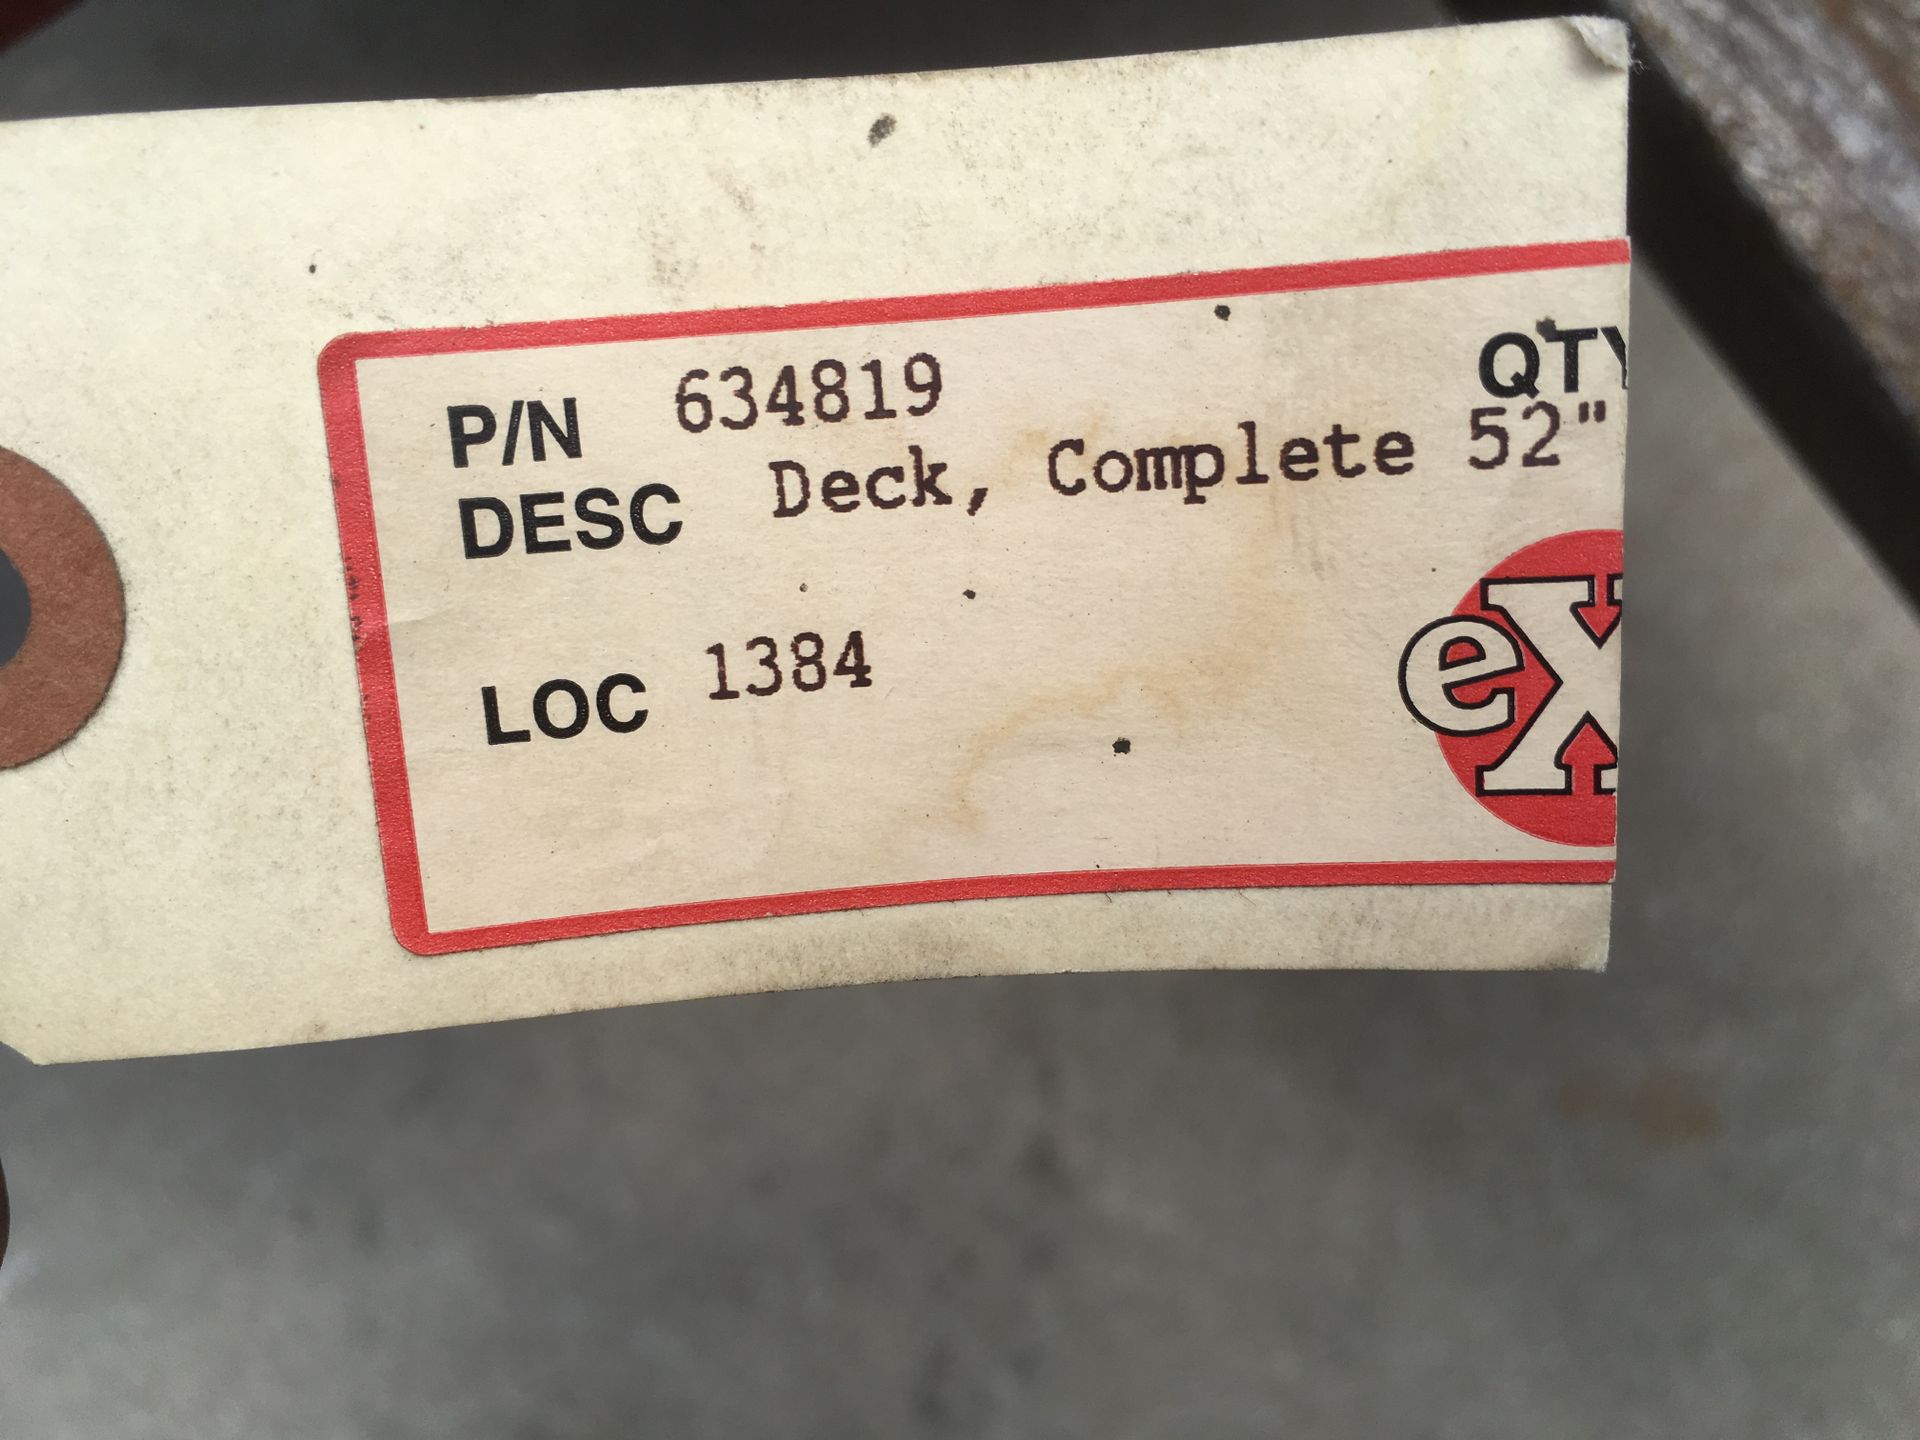 P/N 634819 QTY
DESC Deck, Complete 52"
LOC 1384
eX